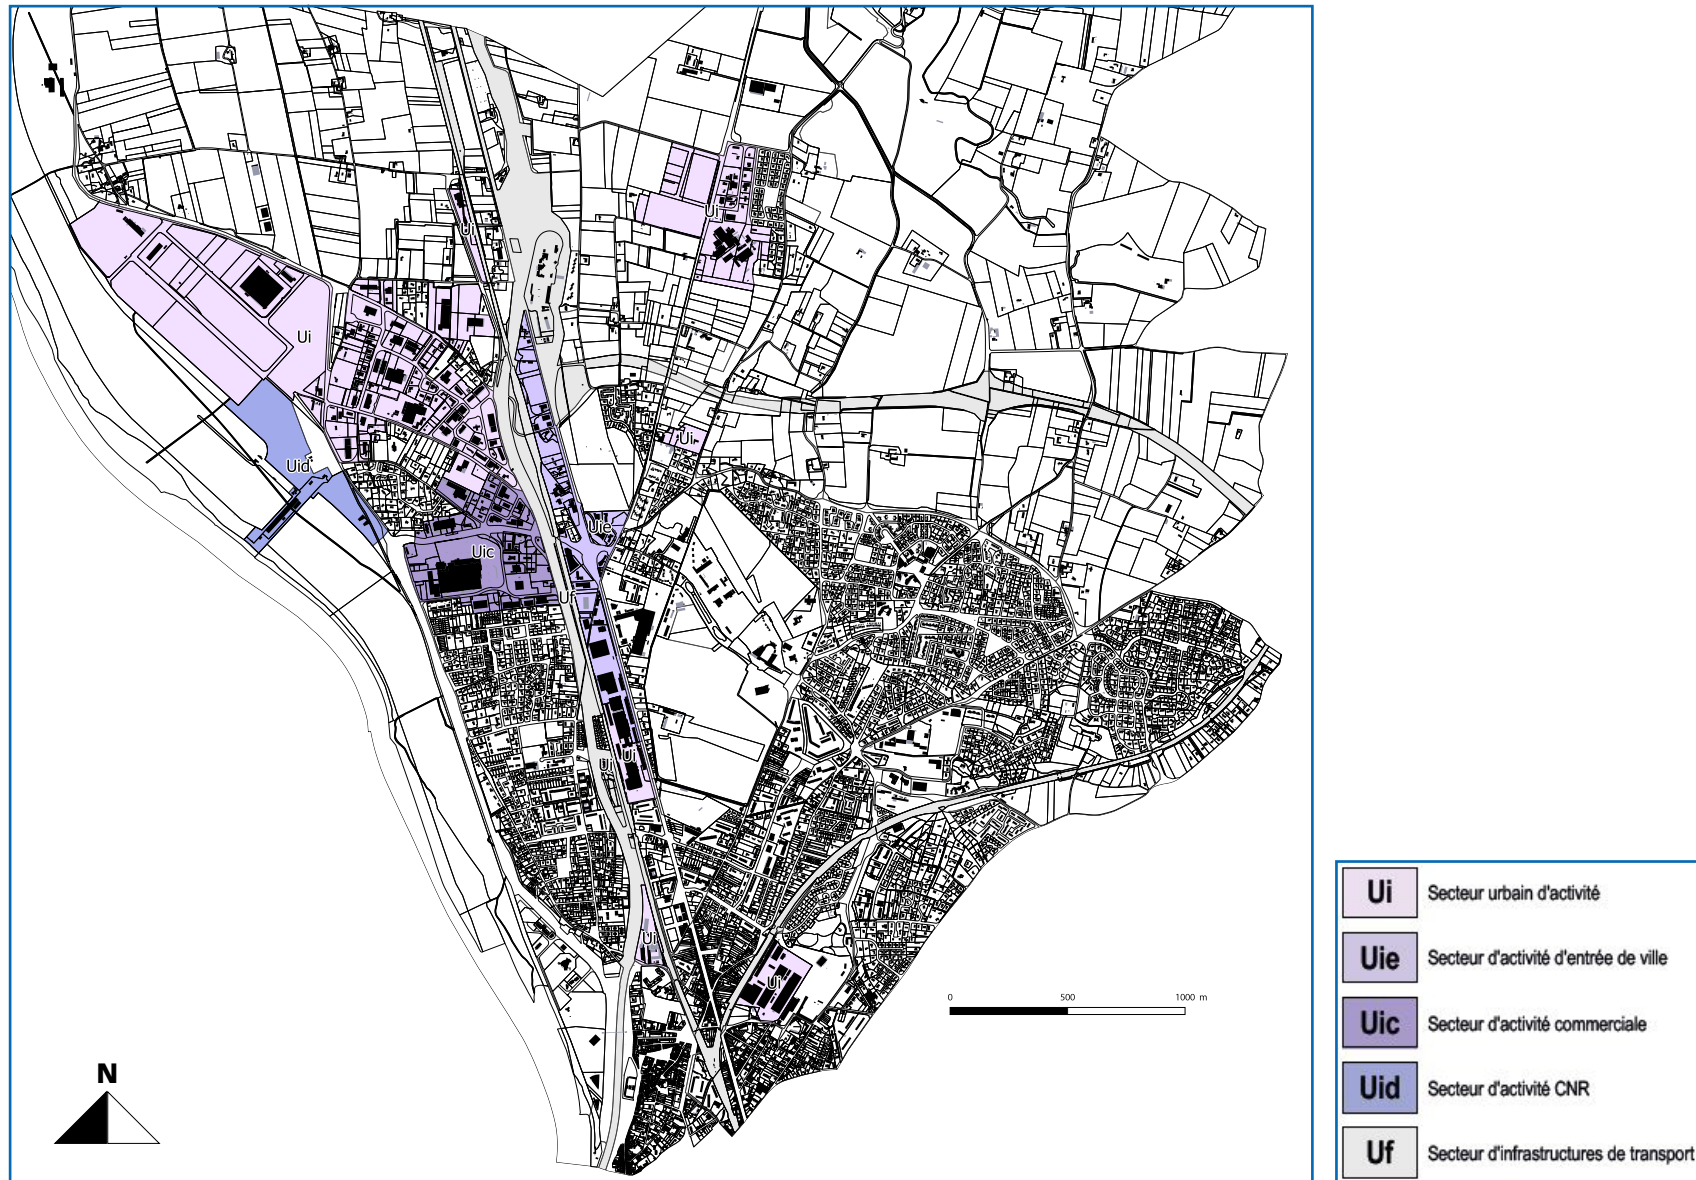 Ui
Ui
Ui
Ui
Uid
Uie
Uic
Uf
Ui
Ui
Ui
Ui
0 500 1000 m
N
Ui Secteur urbain d'activité
Uie Secteur d'activité d'entrée de ville
Uic Secteur d'activité commerciale
Uid Secteur d'activité CNR
Uf Secteur d'infrastructures de transport